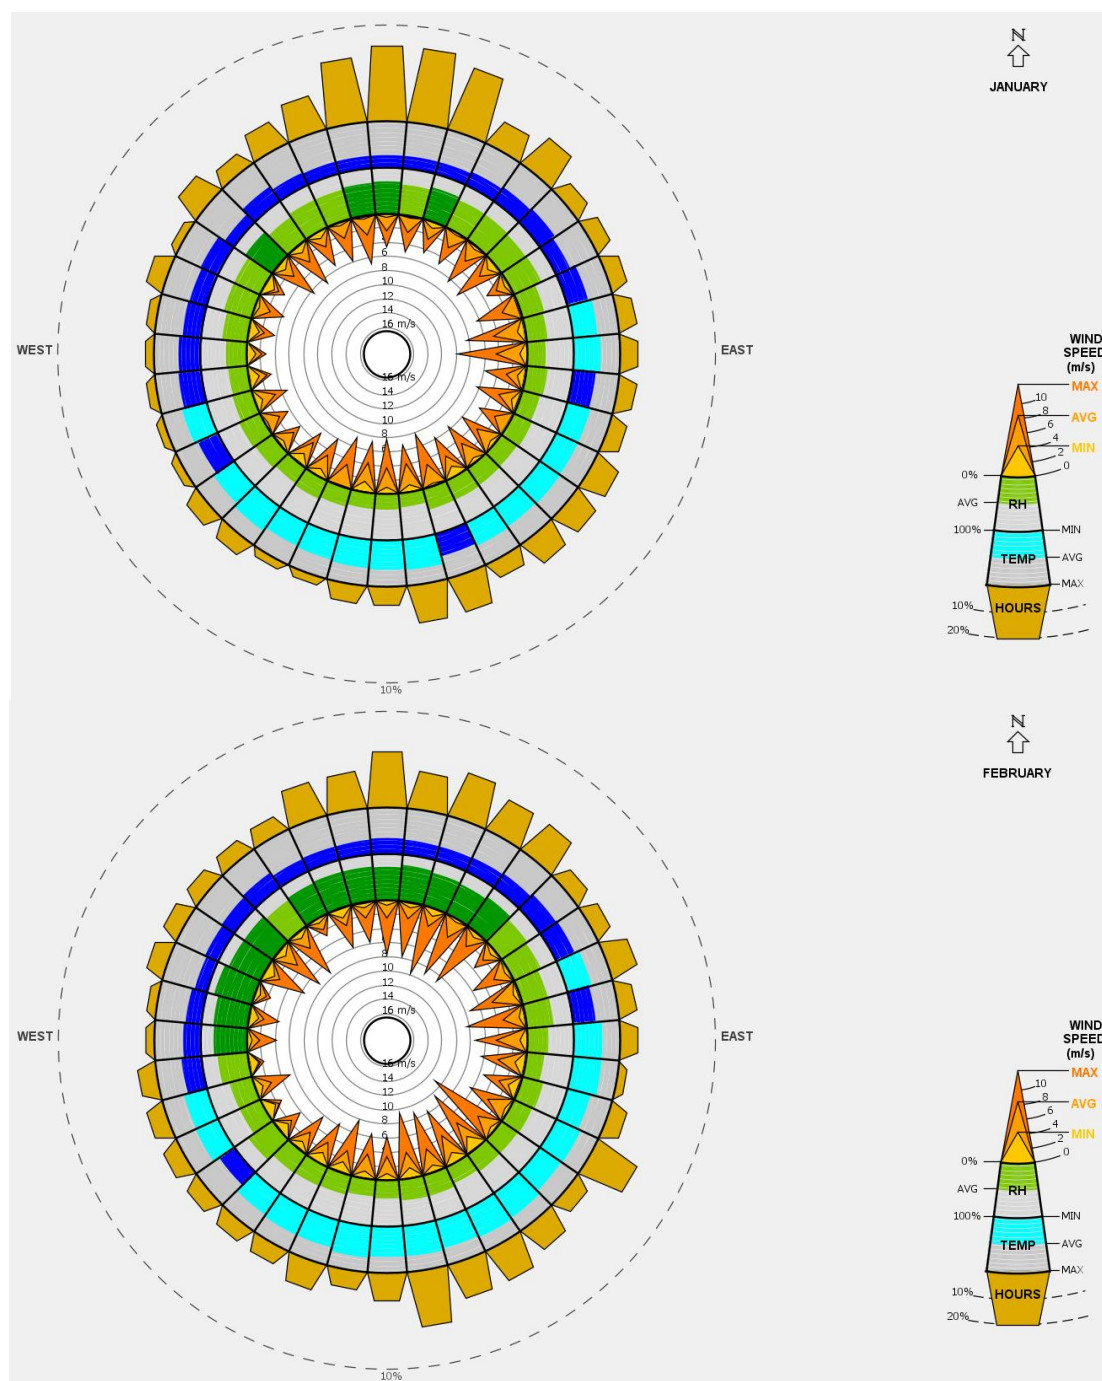 N
JANUARY
6
8
10
12
14
16 m/s
WEST
EAST
16 m/s
14
12
10
8
6
10%
WIND
SPEED
(m/s)
MAX
10
8
AVG
6
4
MIN
2
0
0%
AVG
RH
100%
MIN
TEMP
AVG
MAX
10%
HOURS
20%
N
FEBRUARY
8
10
12
14
16 m/s
WEST
EAST
16 m/s
14
12
10
8
6
10%
WIND
SPEED
(m/s)
MAX
10
8
AVG
6
4
MIN
2
0
0%
AVG
RH
100%
MIN
TEMP
AVG
MAX
10%
HOURS
20%